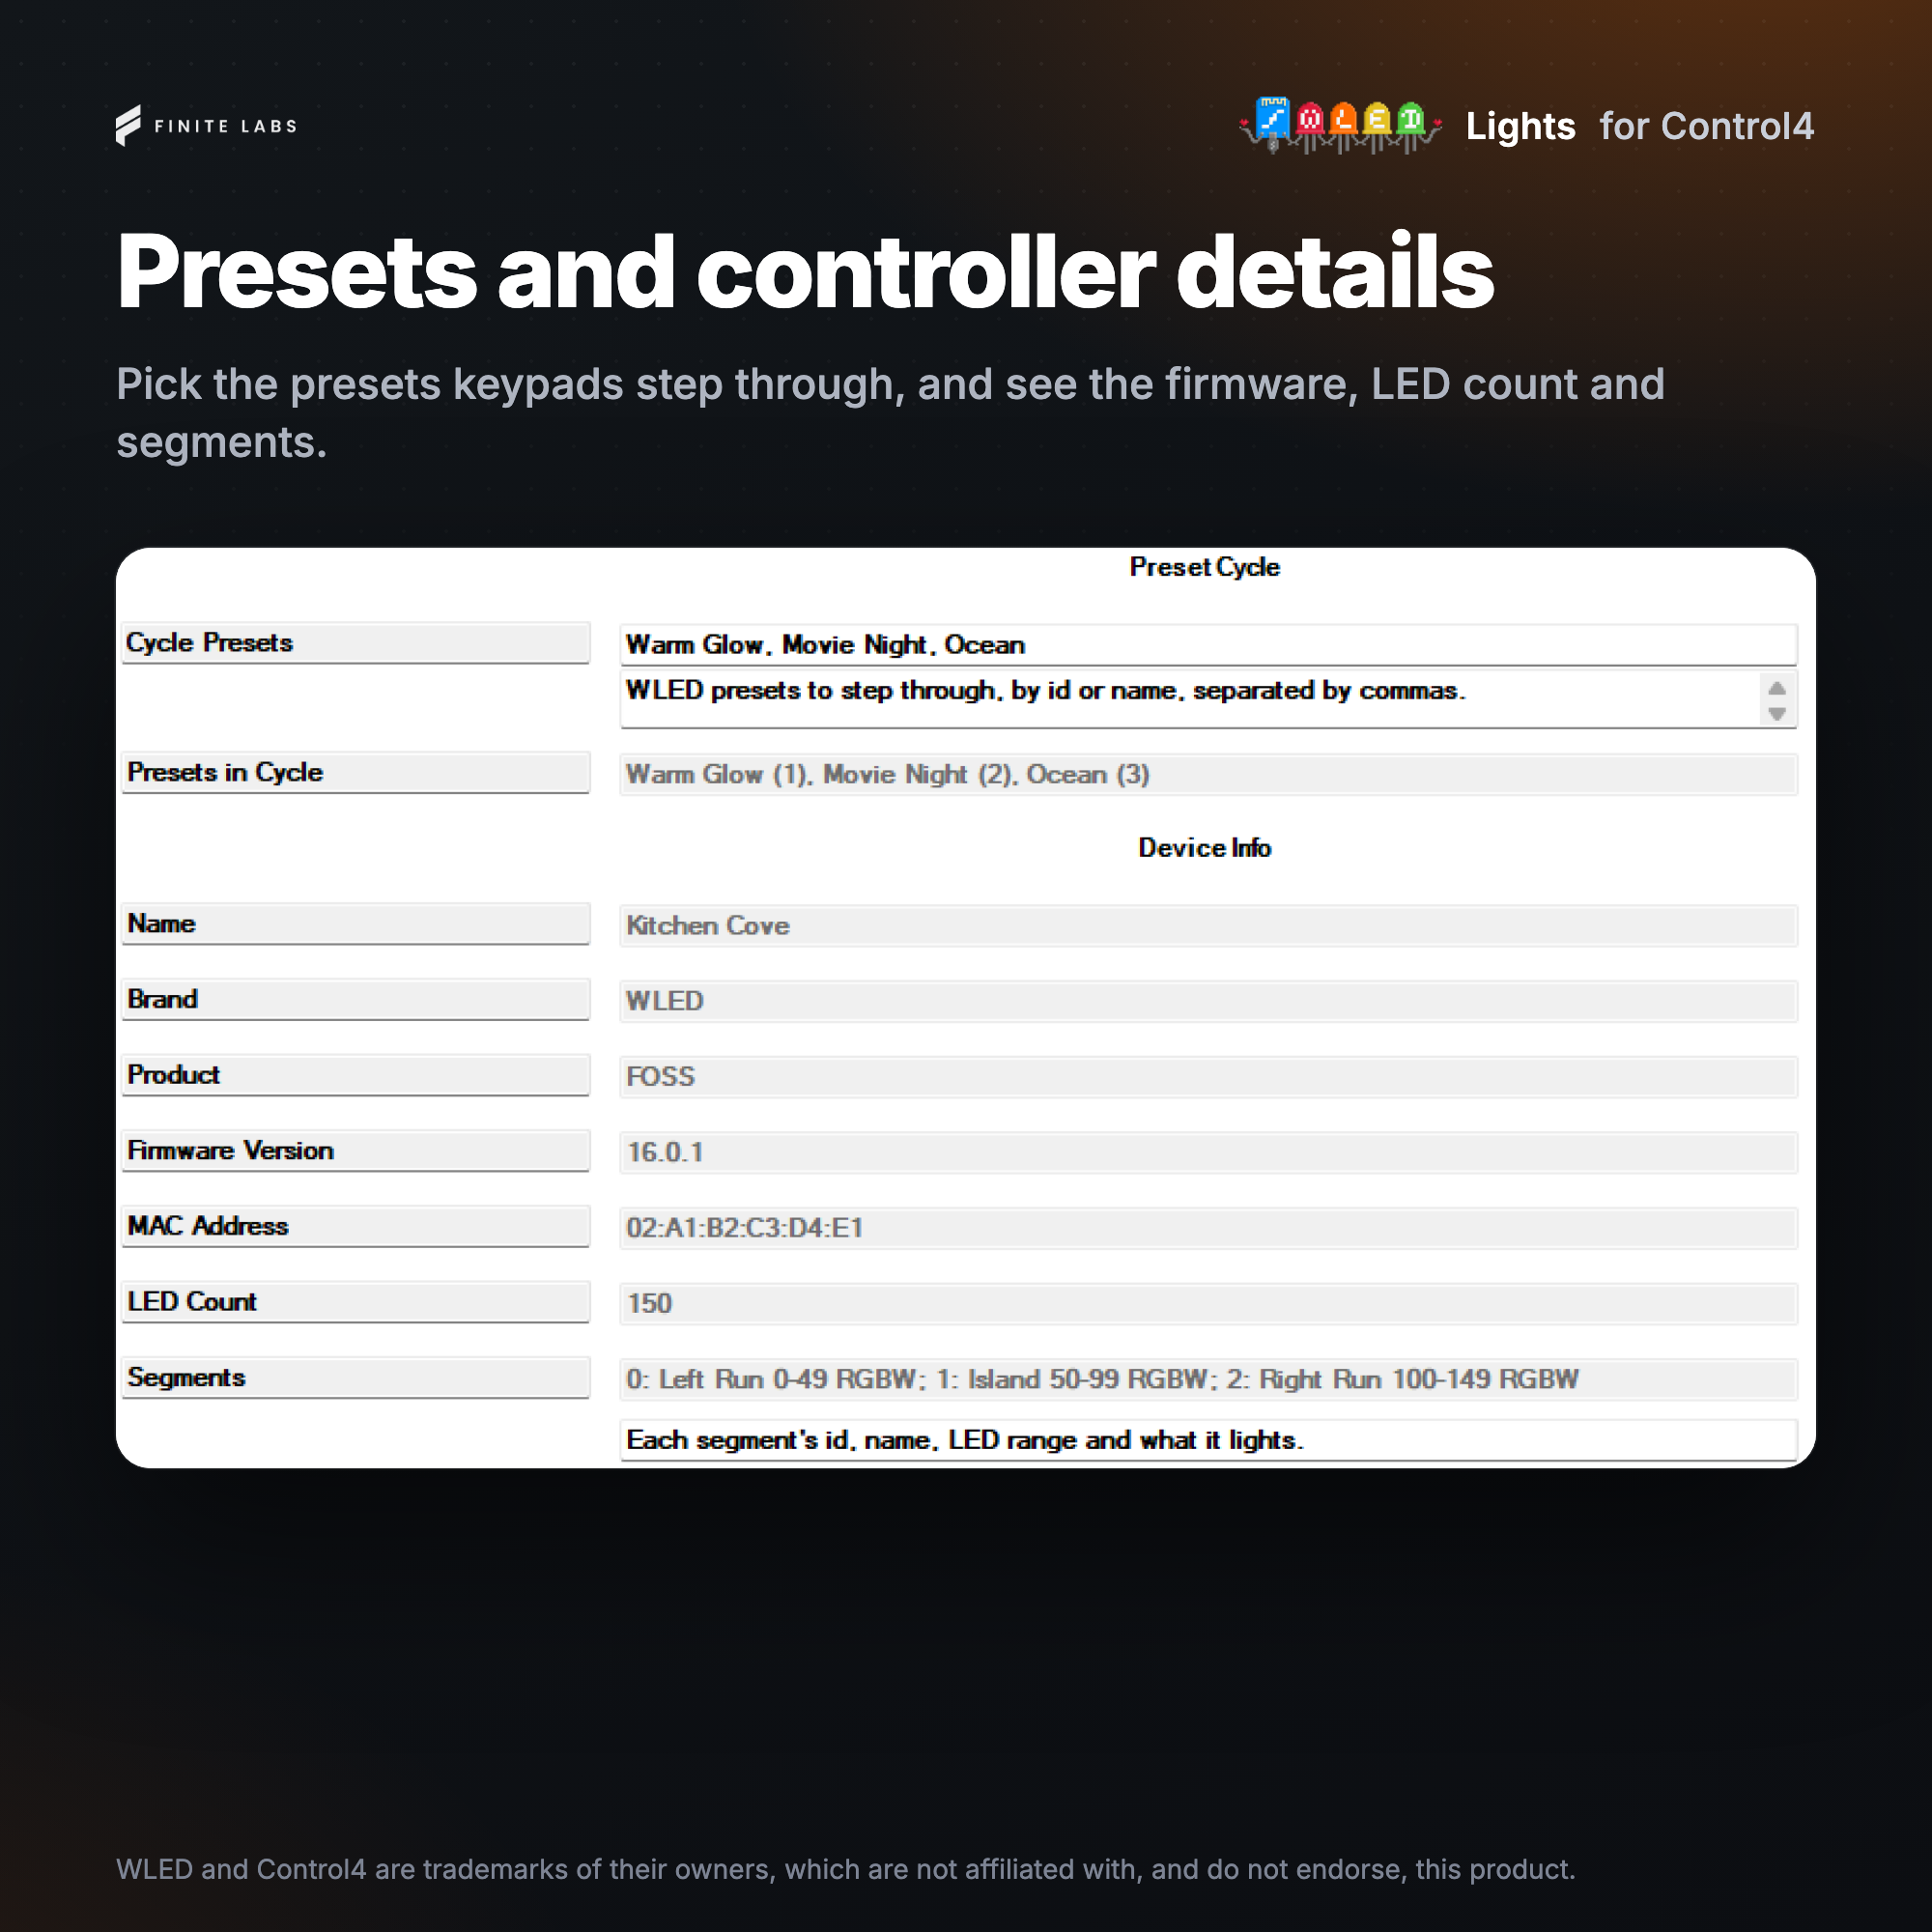 FINITE LABS
WLED Lights for Control4
Presets and controller details
Pick the presets keypads step through, and see the firmware, LED count and
segments.
Preset Cycle
Cycle Presets
Warm Glow, Movie Night, Ocean
WLED presets to step through, by id or name, separated by commas.
Presets in Cycle
Warm Glow (1), Movie Night (2), Ocean (3)
Device Info
Name
Kitchen Cove
Brand
WLED
Product
FOSS
Firmware Version
16.0.1
MAC Address
02:A1:B2:C3:D4:E1
LED Count
150
Segments
0: Left Run 0-49 RGBW; 1: Island 50-99 RGBW; 2: Right Run 100-149 RGBW
Each segment's id, name, LED range and what it lights.
WLED and Control4 are trademarks of their owners, which are not affiliated with, and do not endorse, this product.